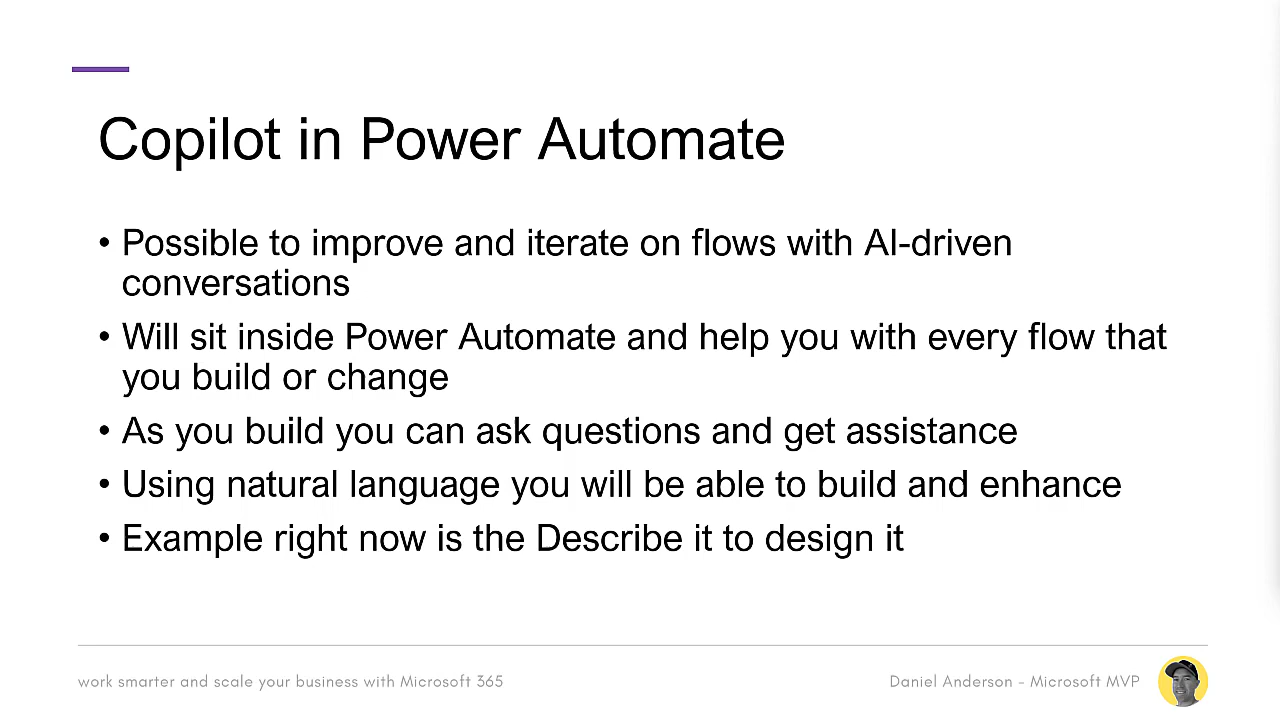 Copilot in Power Automate
• Possible to improve and iterate on flows with AI-driven
conversations
• Will sit inside Power Automate and help you with every flow that
you build or change
• As you build you can ask questions and get assistance
• Using natural language you will be able to build and enhance
• Example right now is the Describe it to design it
work smarter and scale your business with Microsoft 365
Daniel Anderson - Microsoft MVP